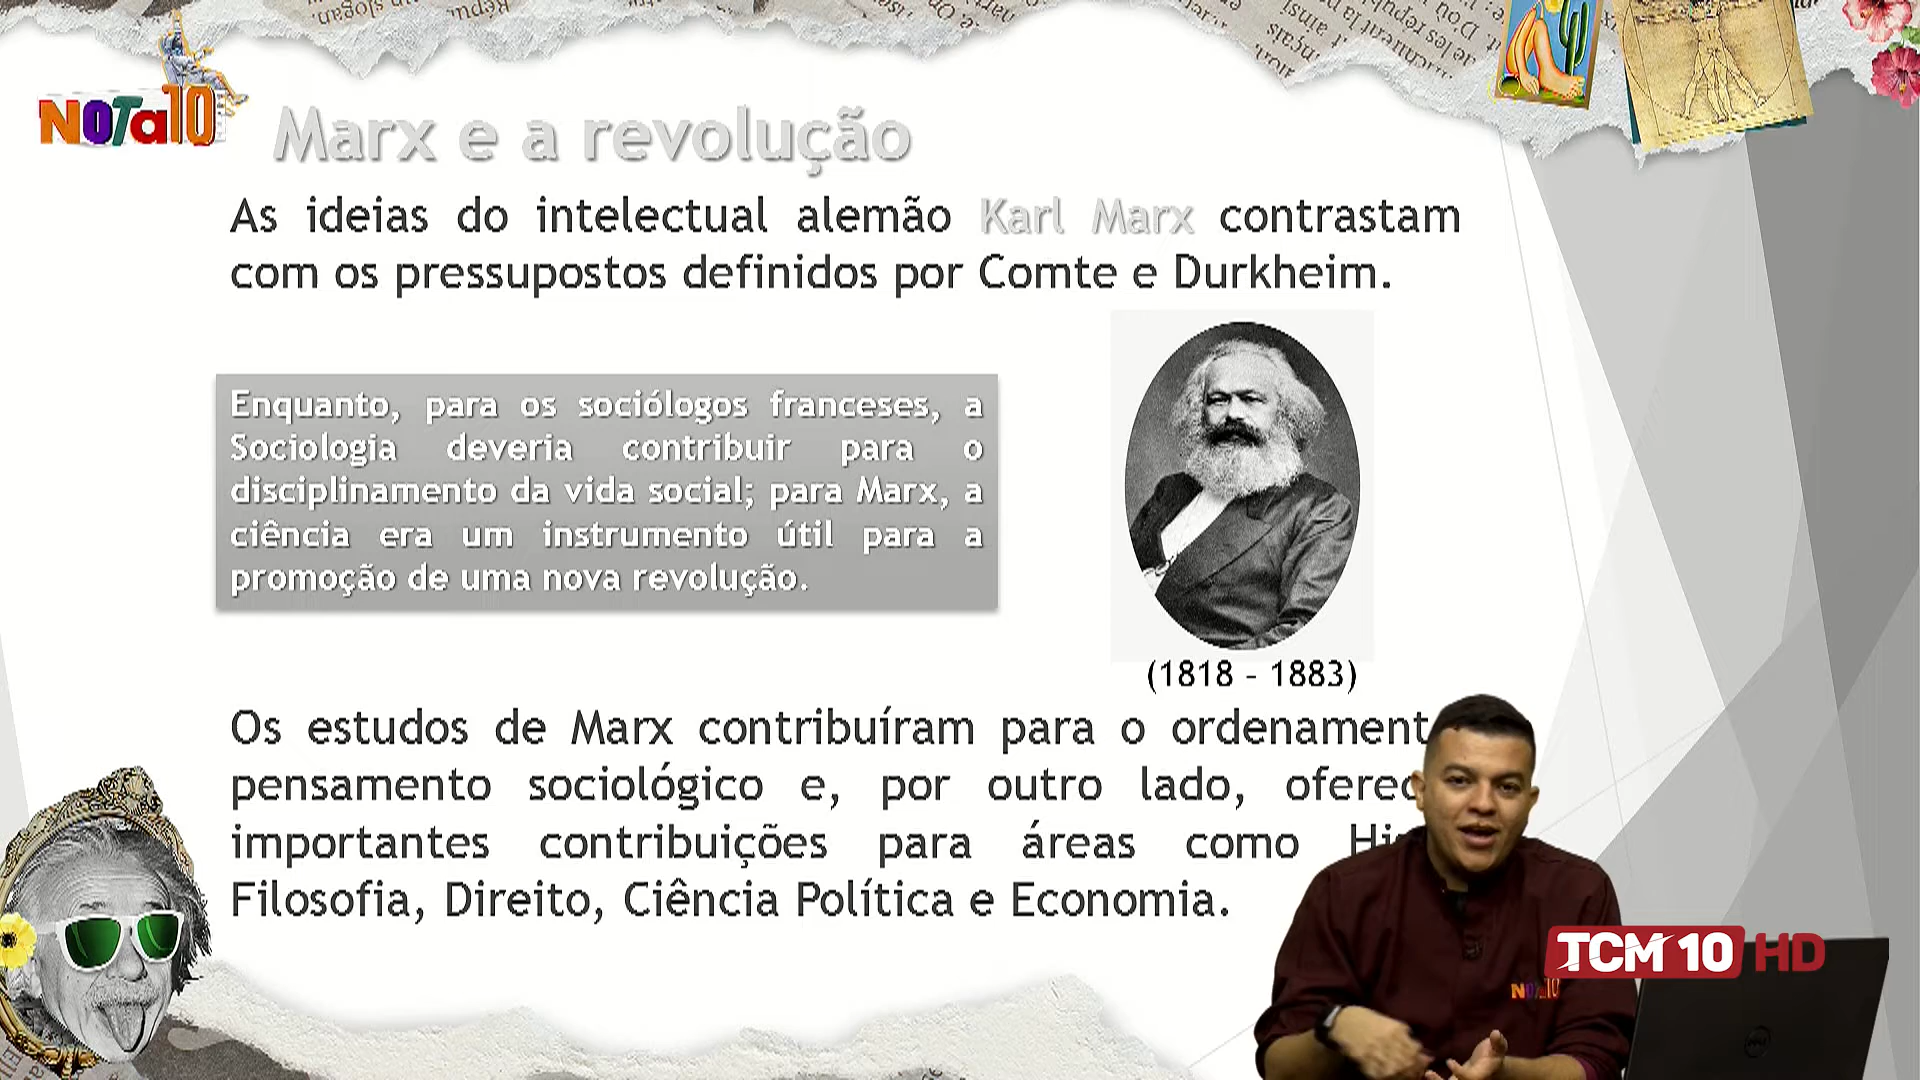 NOTa10
Marx e a revolução
As ideias do intelectual alemão Karl Marx contrastam
com os pressupostos definidos por Comte e Durkheim.
Enquanto, para os sociólogos franceses, a
Sociologia deveria contribuir para o
disciplinamento da vida social; para Marx, a
ciência era um instrumento útil para a
promoção de uma nova revolução.
(1818 – 1883)
Os estudos de Marx contribuíram para o ordenament
pensamento sociológico e, por outro lado, oferec
importantes contribuições para áreas como Hi
Filosofia, Direito, Ciência Política e Economia.
TCM 10 HD
NOTa10